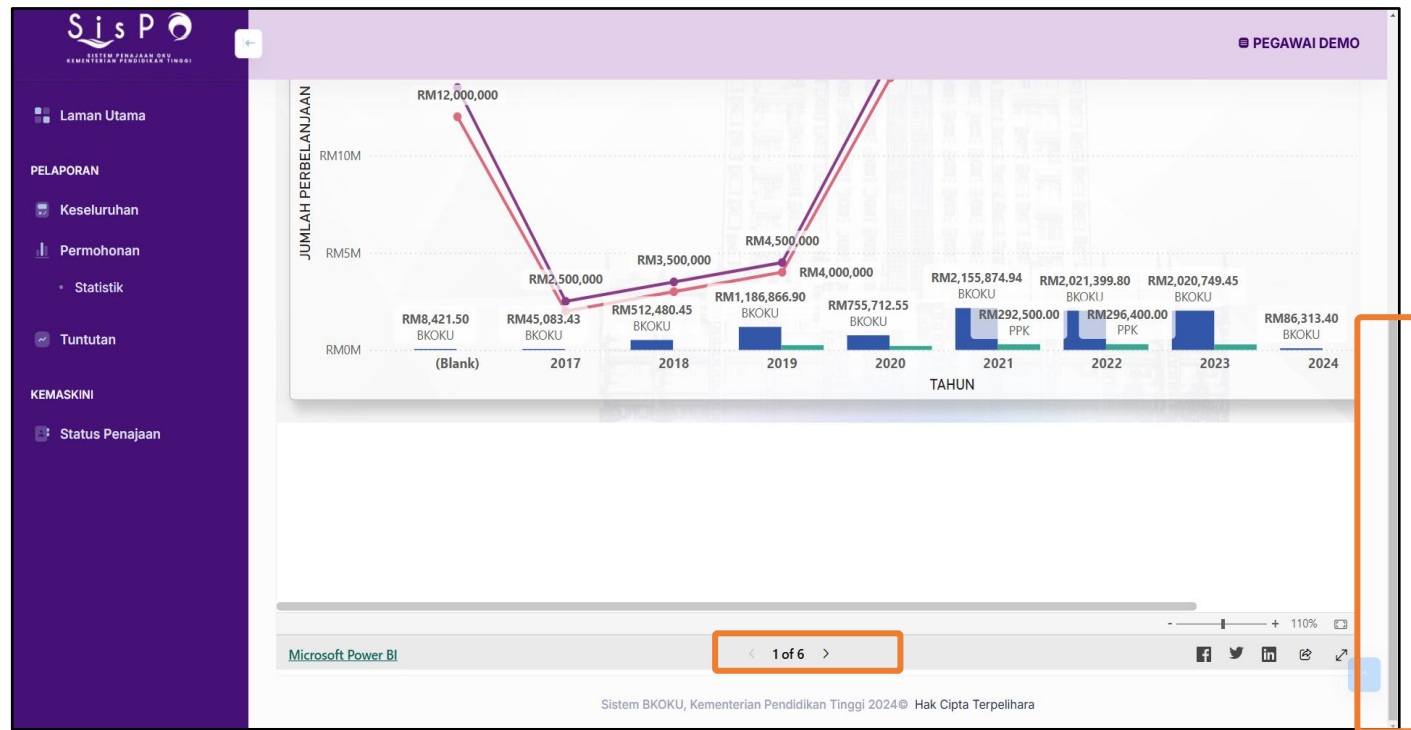 SisPO
SISTEM PENAJAAN OKU
KEMENTERIAN PENDIDIKAN TINGGI
PEGAWAI DEMO
Laman Utama
PELAPORAN
Keseluruhan
Permohonan
Statistik
Tuntutan
KEMASKINI
Status Penajaan
JUMLAH PERBELANJAAN
RM12,000,000
RM10M
RM4,500,000
RM5M
RM3,500,000
RM4,000,000
RM2,500,000
RM2,155,874.94
BKOKU
RM2,021,399.80
BKOKU
RM2,020,749.45
BKOKU
RM1,186,866.90
BKOKU
RM755,712.55
BKOKU
RM512,480.45
BKOKU
RM8,421.50
BKOKU
RM45,083.43
BKOKU
RM292,500.00
PPK
RM296,400.00
PPK
RM86,313.40
BKOKU
RM0M
(Blank) 2017 2018 2019 2020 2021 2022 2023 2024
TAHUN
- + 110%
Microsoft Power BI
1 of 6
Sistem BKOKU, Kementerian Pendidikan Tinggi 2024© Hak Cipta Terpelihara